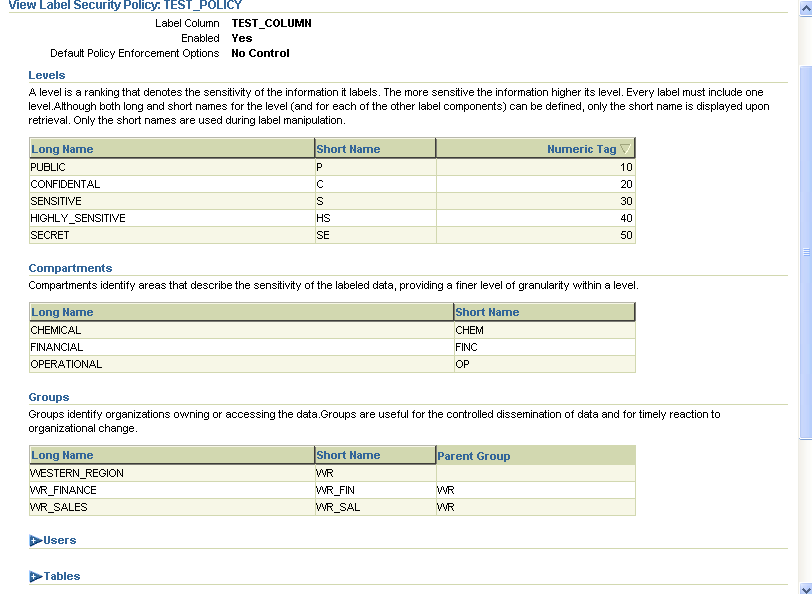 View Label Security Policy: TEST_POLICY
Label Column TEST_COLUMN
Enabled Yes
Default Policy Enforcement Options No Control
Levels
A level is a ranking that denotes the sensitivity of the information it labels. The more sensitive the information higher its level. Every label must include one
level.Although both long and short names for the level (and for each of the other label components) can be defined, only the short name is displayed upon
retrieval. Only the short names are used during label manipulation.
Long Name Short Name Numeric Tag
PUBLIC P 10
CONFIDENTAL C 20
SENSITIVE S 30
HIGHLY_SENSITIVE HS 40
SECRET SE 50
Compartments
Compartments identify areas that describe the sensitivity of the labeled data, providing a finer level of granularity within a level.
Long Name Short Name
CHEMICAL CHEM
FINANCIAL FINC
OPERATIONAL OP
Groups
Groups identify organizations owning or accessing the data.Groups are useful for the controlled dissemination of data and for timely reaction to
organizational change.
Long Name Short Name Parent Group
WESTERN_REGION WR
WR_FINANCE WR_FIN WR
WR_SALES WR_SAL WR
Users
Tables